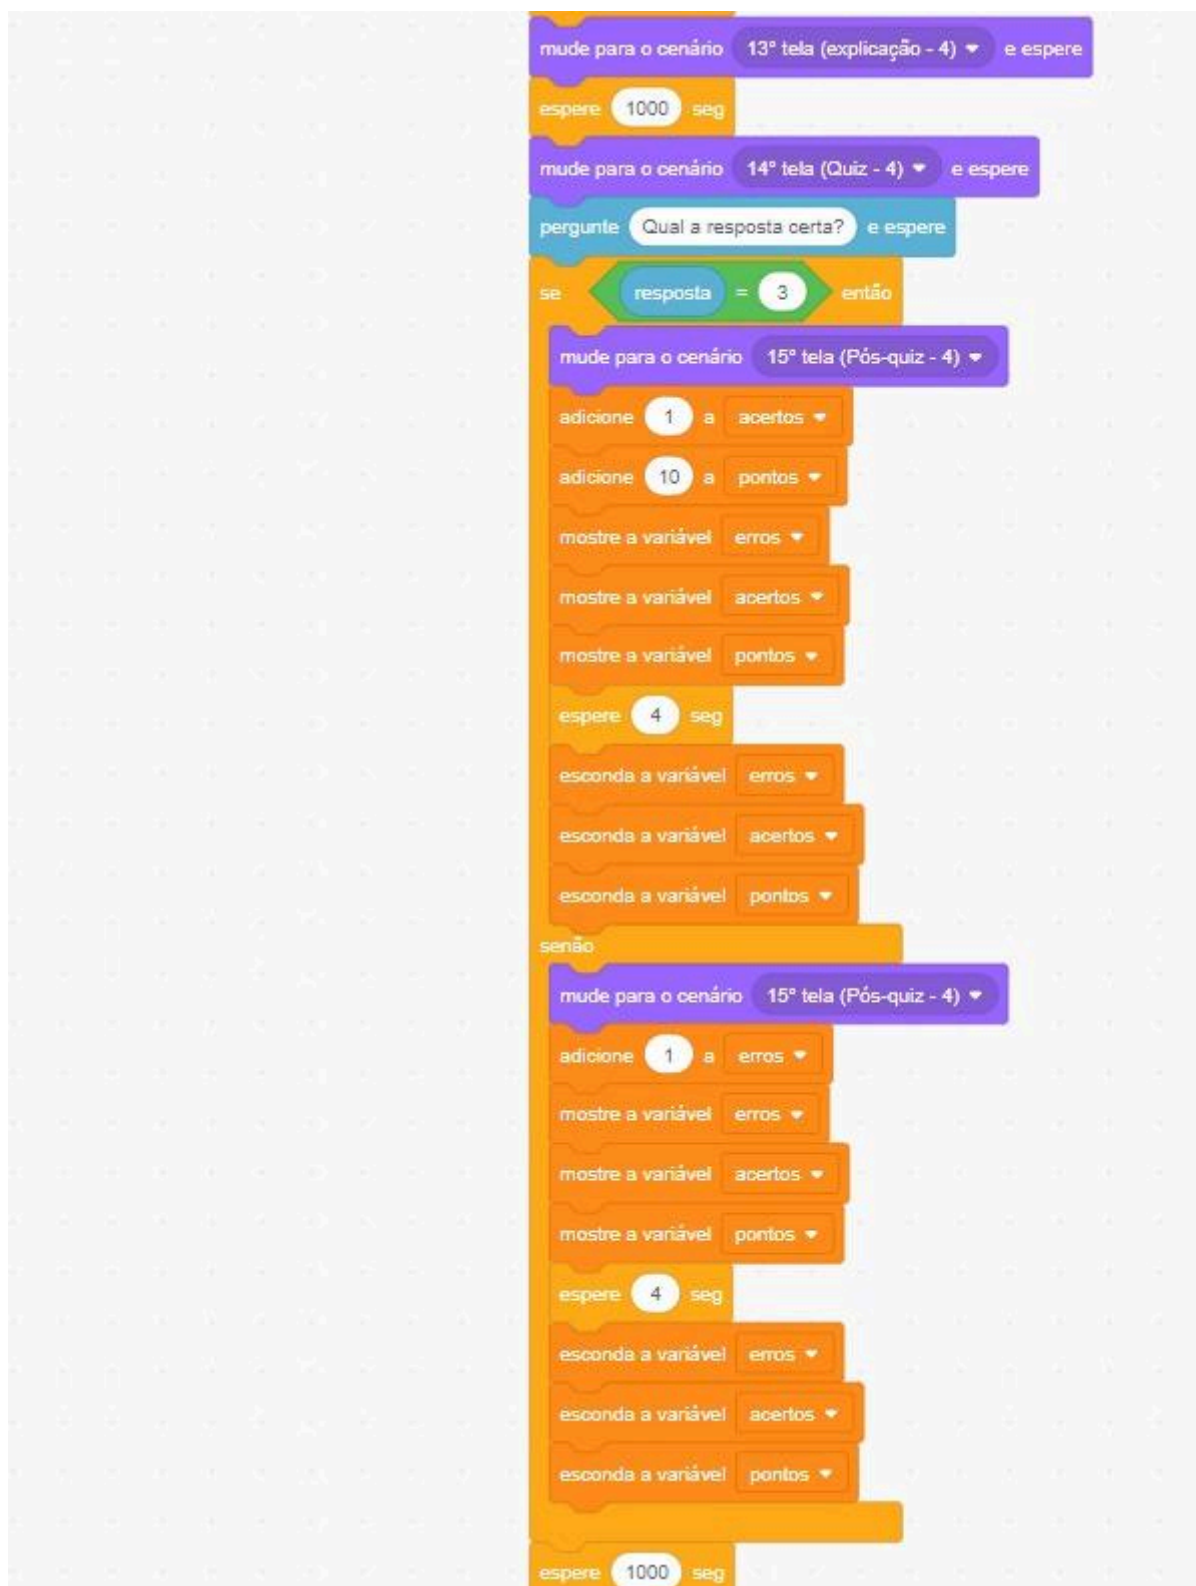 mude para o cenário 13° tela (explicação - 4) e espere
espere 1000 seg
mude para o cenário 14° tela (Quiz - 4) e espere
pergunte Qual a resposta certa? e espere
se resposta = 3 então
mude para o cenário 15° tela (Pós-quiz - 4)
adicione 1 a acertos
adicione 10 a pontos
mostre a variável erros
mostre a variável acertos
mostre a variável pontos
espere 4 seg
esconda a variável erros
esconda a variável acertos
esconda a variável pontos
senão
mude para o cenário 15° tela (Pós-quiz - 4)
adicione 1 a erros
mostre a variável erros
mostre a variável acertos
mostre a variável pontos
espere 4 seg
esconda a variável erros
esconda a variável acertos
esconda a variável pontos
espere 1000 seg